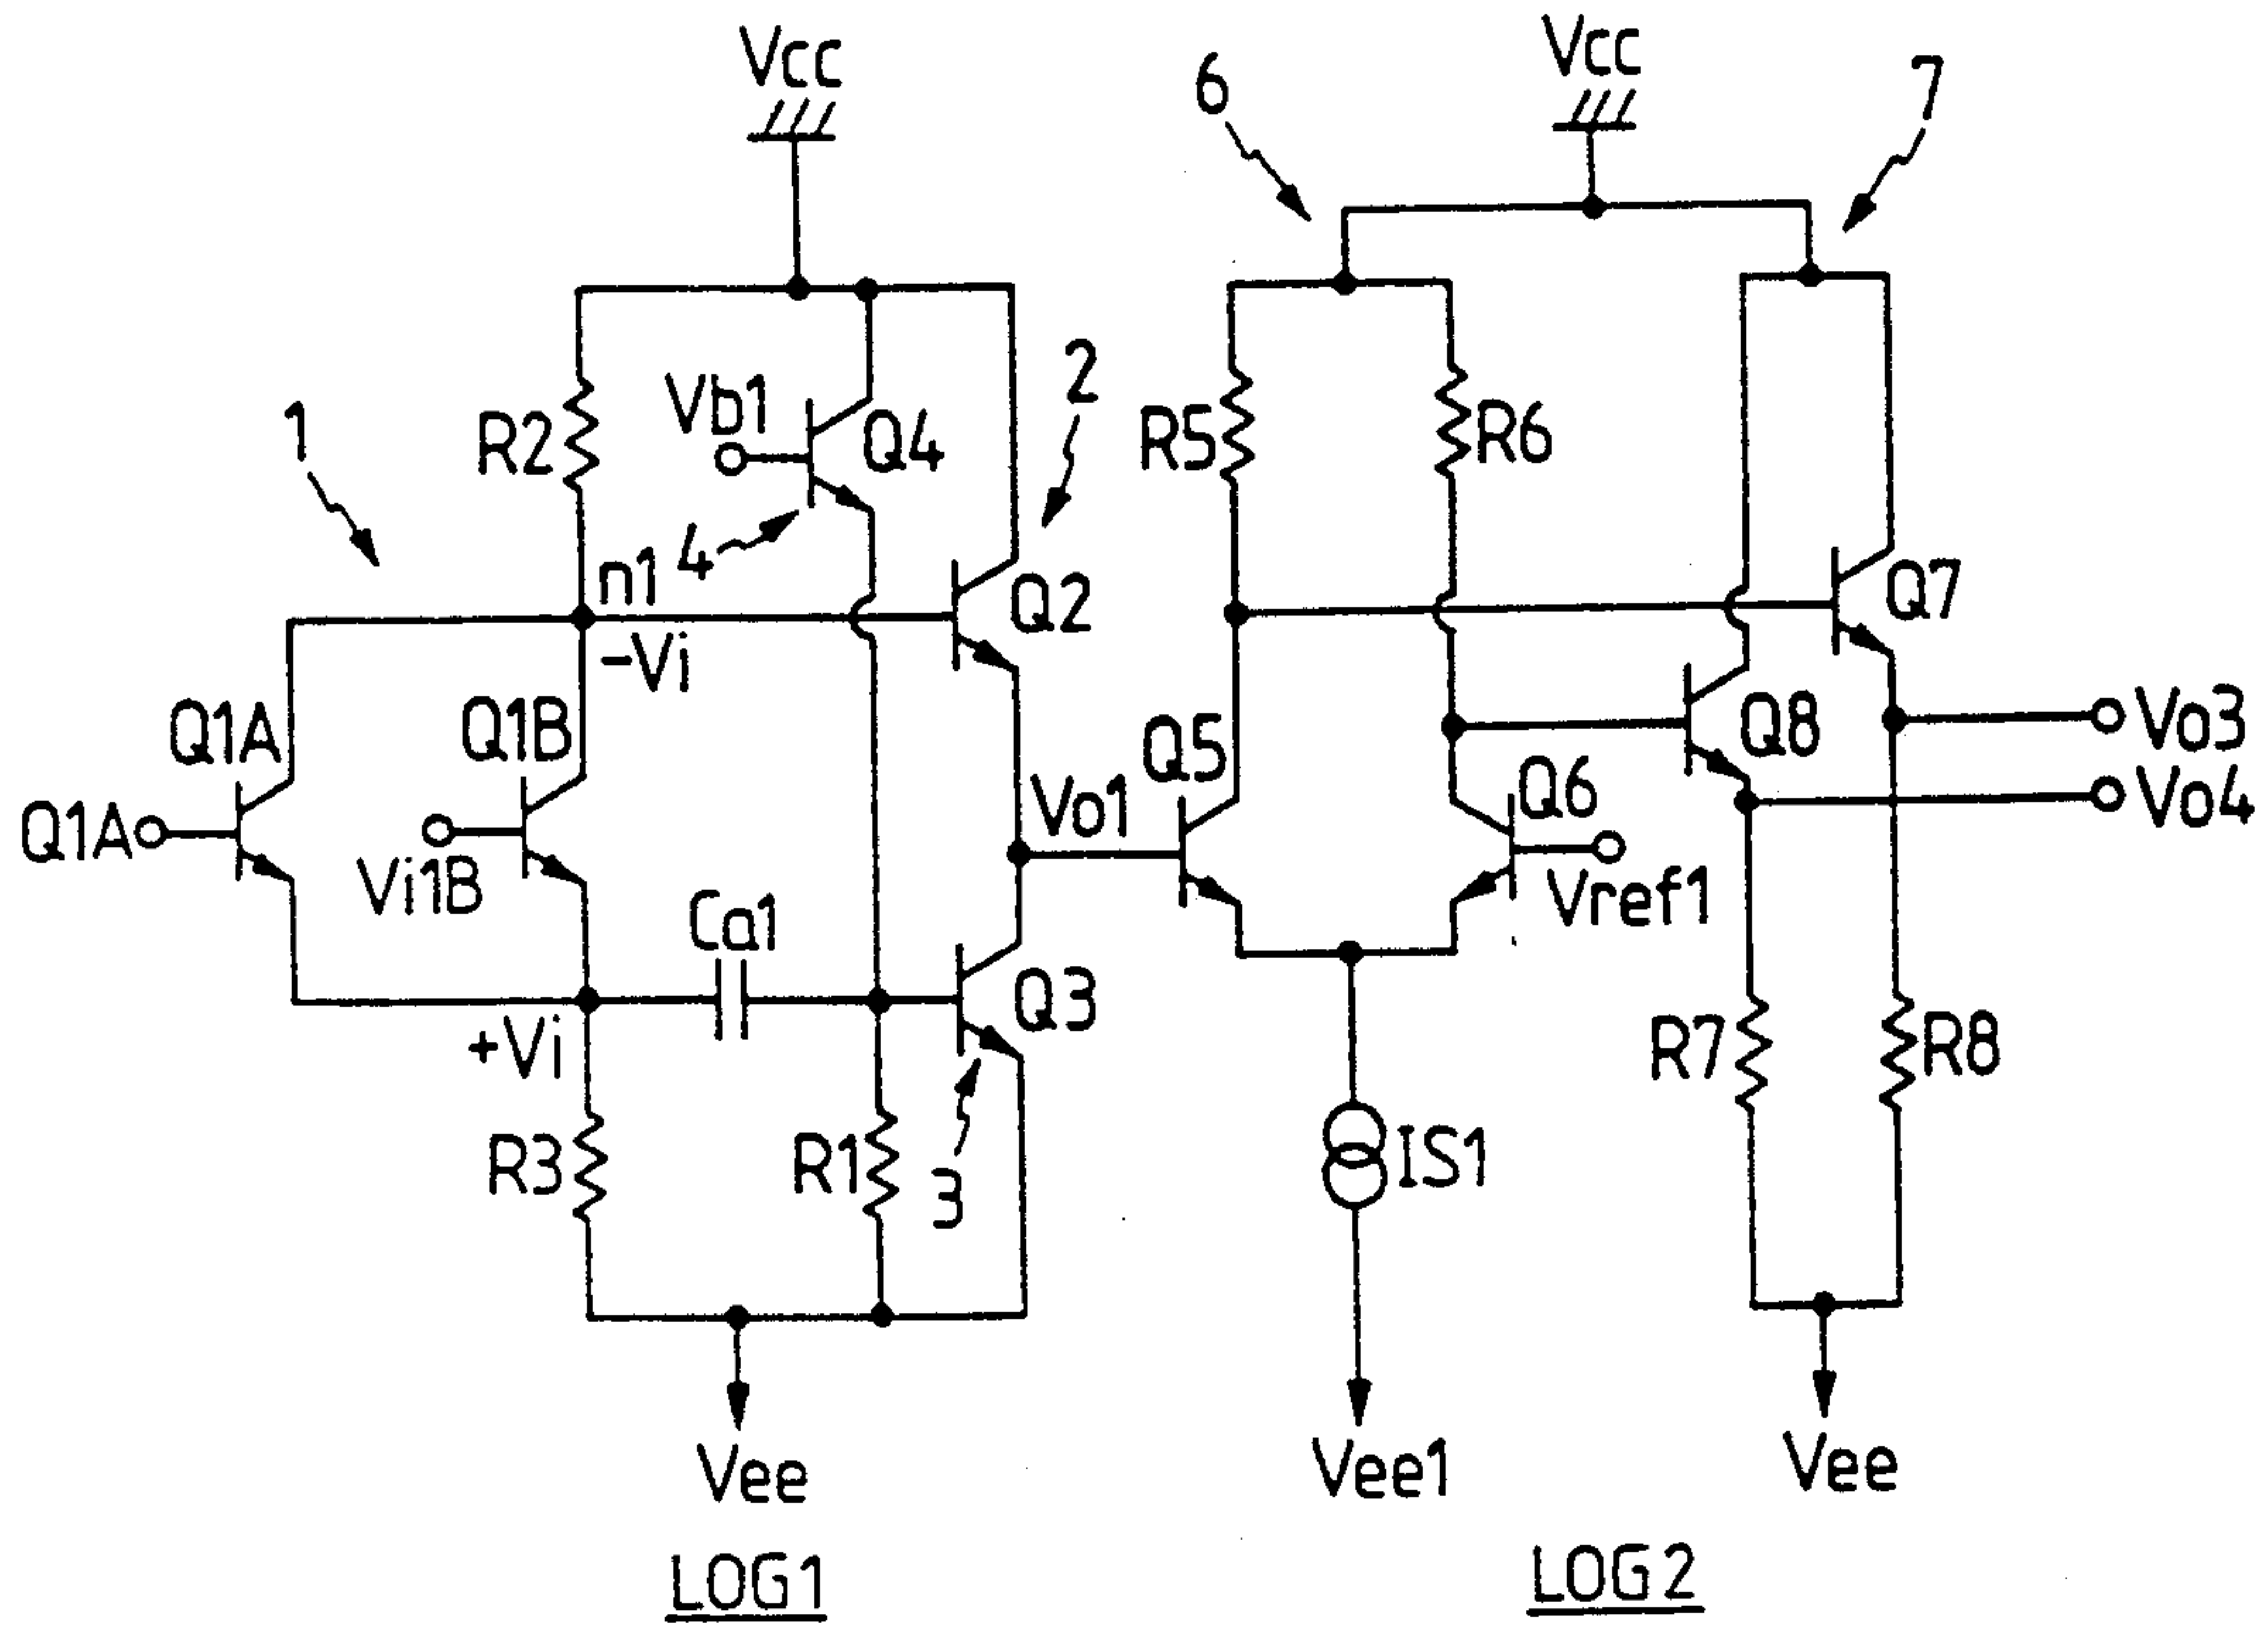 Vcc
Vcc
6
7
1
R2
Vb1
Q4
2
R5
R6
n1
4
-Vi
Q2
Q7
Q1A
Q1B
Q5
Q8
Vo3
Q1A
Vi1B
Vo1
Q6
Vo4
Ca1
Vref1
+Vi
Q3
R3
R1
3
IS1
R7
R8
Vee
Vee1
Vee
LOG1
LOG2